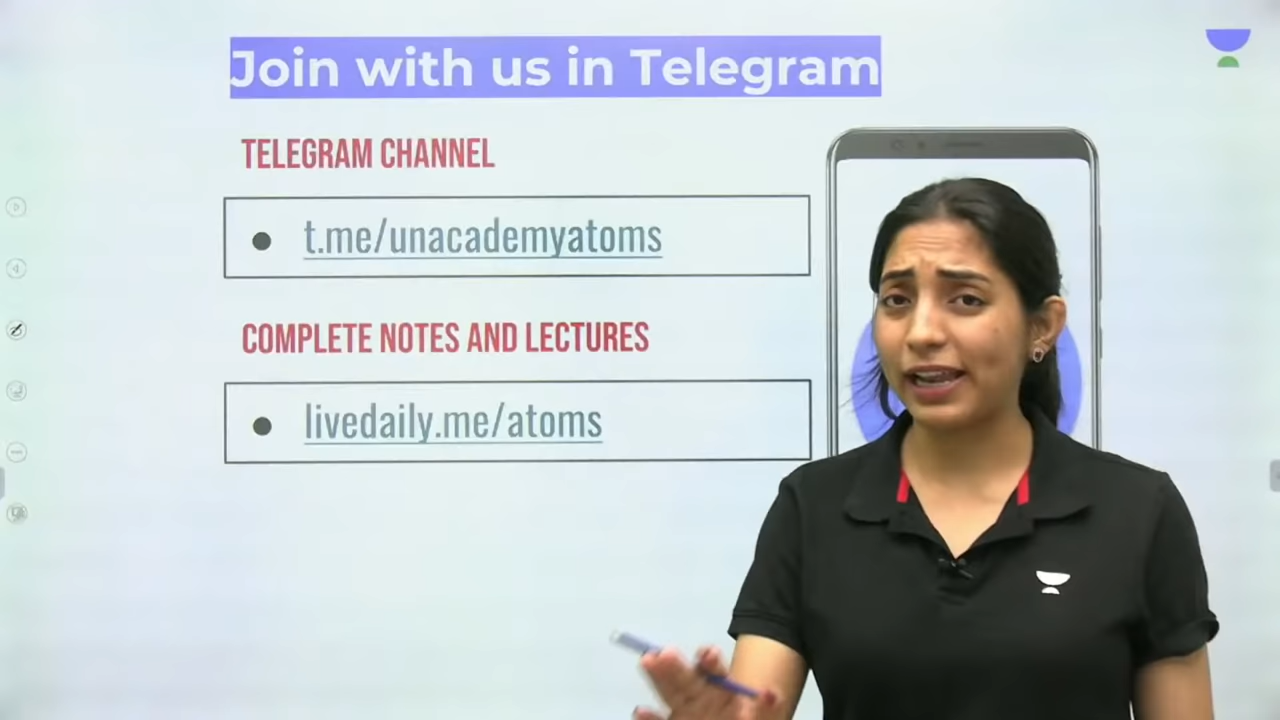 Join with us in Telegram
TELEGRAM CHANNEL
t.me/unacademyatoms
COMPLETE NOTES AND LECTURES
livedaily.me/atoms